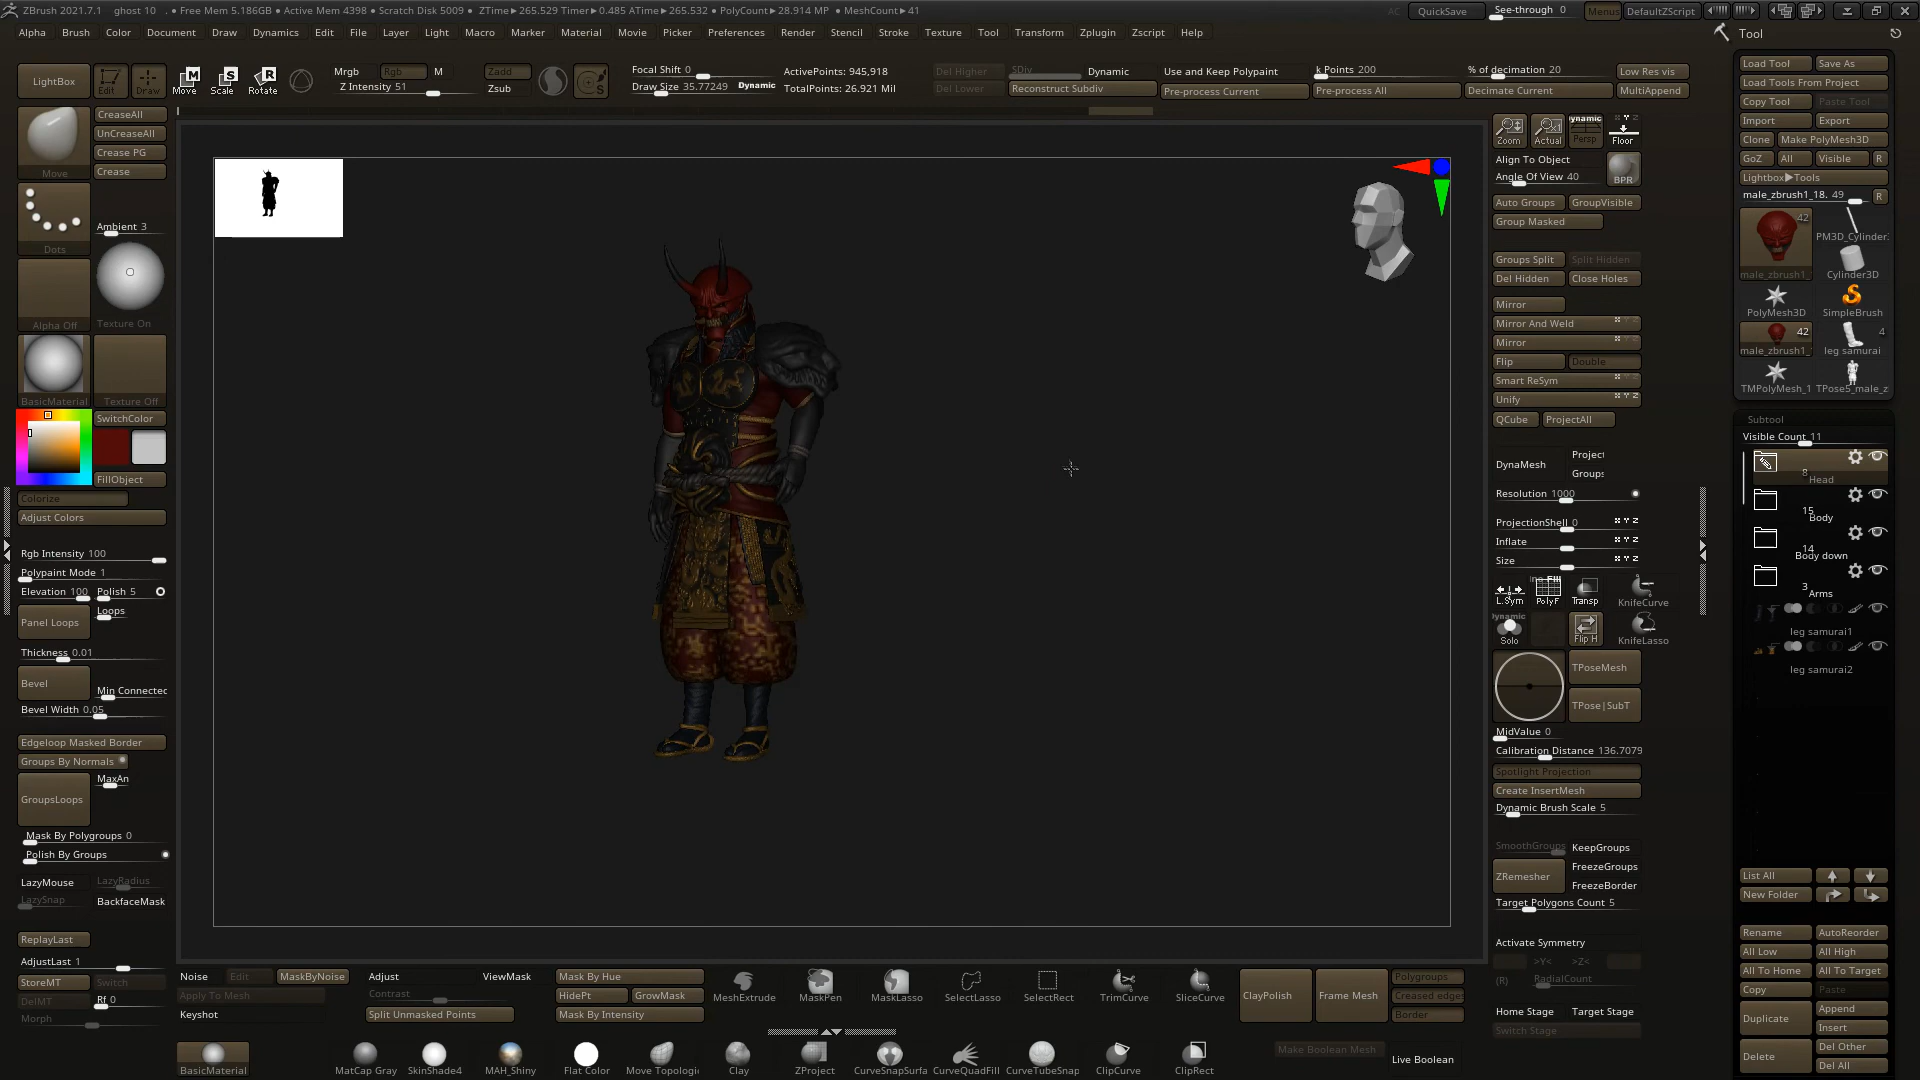 ZBrush 2021.7.1 ghost 10 . • Free Mem 5.186GB • Active Mem 4398 • Scratch Disk 5009 • ZTime▶265.529 Timer▶0.485 ATime▶265.532 • PolyCount▶28.914 MP • MeshCount▶41 AC QuickSave See-through 0 Menus DefaultZScript
Alpha Brush Color Document Draw Dynamics Edit File Layer Light Macro Marker Material Movie Picker Preferences Render Stencil Stroke Texture Tool Transform Zplugin Zscript Help Tool
LightBox Edit Draw Move Scale Rotate Mrgb Rgb M Zadd Focal Shift 0 ActivePoints: 945,918 Del Higher SDiv Dynamic Use and Keep Polypaint k Points 200 % of decimation 20 Low Res vis Load Tool Save As
Z Intensity 51 Zsub Draw Size 35.77249 Dynamic TotalPoints: 26.921 Mil Del Lower Reconstruct Subdiv Pre-process Current Pre-process All Decimate Current MultiAppend Load Tools From Project
Copy Tool Paste Tool
Import Export
Clone Make PolyMesh3D
GoZ All Visible R
Lightbox▶Tools
male_zbrush1_18. 49 R
42
PM3D_Cylinder3
male_zbrush1_ Cylinder3D
PolyMesh3D SimpleBrush
42 4
male_zbrush1_ leg samurai
TMPolyMesh_1 TPose5_male_z
Subtool
Visible Count 11
8
Head
15
Body
14
Body down
3
Arms
leg samurai1
leg samurai2
List All
New Folder
Rename AutoReorder
All Low All High
All To Home All To Target
Copy Paste
Duplicate Append
Insert
Delete Del Other
Del All
Move
CreaseAll
UnCreaseAll
Crease PG
Crease
Dots
Ambient 3
Alpha Off
Texture On
BasicMaterial
Texture Off
SwitchColor
FillObject
Colorize
Adjust Colors
Rgb Intensity 100
Polypaint Mode 1
Elevation 100 Polish 5
Panel Loops Loops
Thickness 0.01
Bevel Min Connected
Bevel Width 0.05
Edgeloop Masked Border
Groups By Normals
GroupsLoops MaxAn
Mask By Polygroups 0
Polish By Groups
LazyMouse LazyRadius
LazySnap BackfaceMask
ReplayLast
AdjustLast 1
StoreMT Switch
DelMT Rf 0
Morph
Zoom Actual Dynamic Persp Floor
Align To Object
Angle Of View 40 BPR
Auto Groups GroupVisible
Group Masked
Groups Split Split Hidden
Del Hidden Close Holes
Mirror
Mirror And Weld
Mirror
Flip Double
Smart ReSym
Unify
QCube ProjectAll
DynaMesh Project
Groups
Resolution 1000
ProjectionShell 0
Inflate
Size
L.Sym PolyF Transp KnifeCurve
Dynamic Solo Flip H KnifeLasso
TPoseMesh
TPose|SubT
MidValue 0
Calibration Distance 136.7079
Spotlight Projection
Create InsertMesh
Dynamic Brush Scale 5
SmoothGroups KeepGroups
ZRemesher FreezeGroups
FreezeBorder
Target Polygons Count 5
Activate Symmetry
>Y< >Z<
(R) RadialCount
Home Stage Target Stage
Switch Stage
Noise Edit MaskByNoise Adjust ViewMask Mask By Hue
Apply To Mesh Contrast HidePt GrowMask MeshExtrude MaskPen MaskLasso SelectLasso SelectRect TrimCurve SliceCurve ClayPolish Frame Mesh Polygroups
Creased edges
Keyshot Split Unmasked Points Mask By Intensity Border
BasicMaterial MatCap Gray SkinShade4 MAH_Shiny Flat Color Move Topologi Clay ZProject CurveSnapSurfa CurveQuadFill CurveTubeSnap ClipCurve ClipRect Make Boolean Mesh Live Boolean